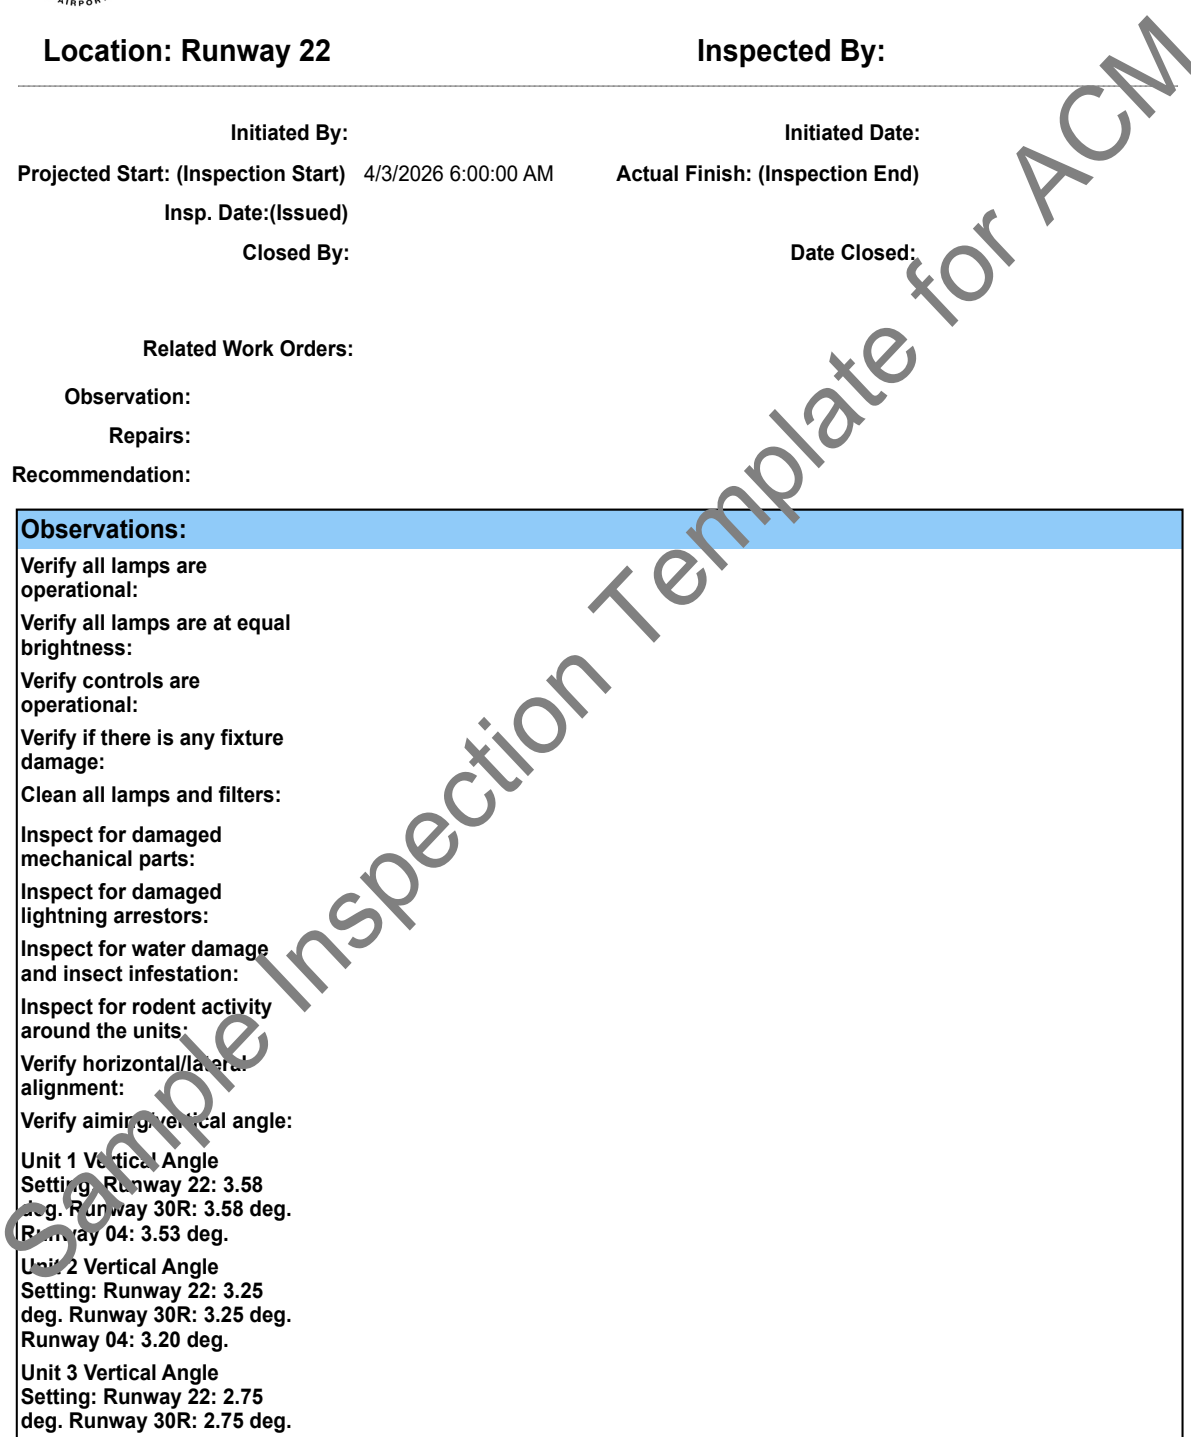 Location: Runway 22 Inspected By:
Initiated By: Initiated Date:
Projected Start: (Inspection Start) 4/3/2026 6:00:00 AM Actual Finish: (Inspection End)
Insp. Date:(Issued)
Closed By: Date Closed:
Related Work Orders:
Observation:
Repairs:
Recommendation:
Observations:
Verify all lamps are
operational:
Verify all lamps are at equal
brightness:
Verify controls are
operational:
Verify if there is any fixture
damage:
Clean all lamps and filters:
Inspect for damaged
mechanical parts:
Inspect for damaged
lightning arrestors:
Inspect for water damage
and insect infestation:
Inspect for rodent activity
around the units:
Verify horizontal/lateral
alignment:
Verify aiming/vertical angle:
Unit 1 Vertical Angle
Setting: Runway 22: 3.58
deg. Runway 30R: 3.58 deg.
Runway 04: 3.53 deg.
Unit 2 Vertical Angle
Setting: Runway 22: 3.25
deg. Runway 30R: 3.25 deg.
Runway 04: 3.20 deg.
Unit 3 Vertical Angle
Setting: Runway 22: 2.75
deg. Runway 30R: 2.75 deg.
Sample Inspection Template for ACM